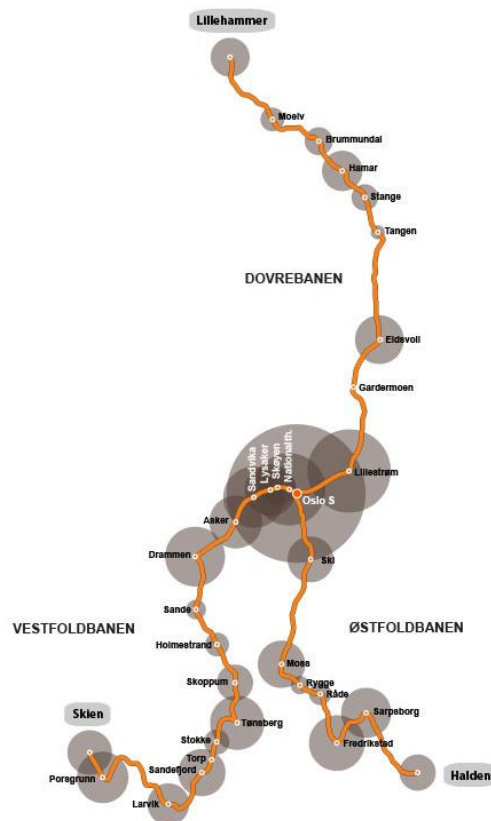 Lillehammer
Moelv
Brummundal
Hamar
Stange
Tangen
DOVREBANEN
Eidsvoll
Gardermoen
Lillestrøm
Sandvika
Lysaker
Skøyen
Nationalth.
Oslo S
Asker
Drammen
Ski
Sande
VESTFOLDBANEN
ØSTFOLDBANEN
Holmestrand
Moss
Skoppum
Rygge
Råde
Sarpsborg
Skien
Tønsberg
Stokke
Fredrikstad
Torp
Sandefjord
Halden
Porsgrunn
Larvik